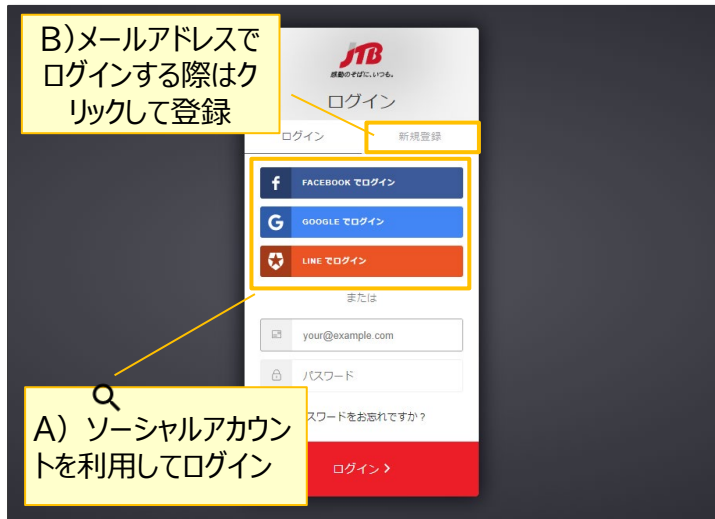 B)メールアドレスで
ログインする際はク
リックして登録
JTB
感動のそばに、いつも。
ログイン
ログイン
新規登録
f FACEBOOK でログイン
G GOOGLE でログイン
LINE でログイン
または
your@example.com
パスワード
スワードをお忘れですか?
A) ソーシャルアカウン
トを利用してログイン
ログイン >